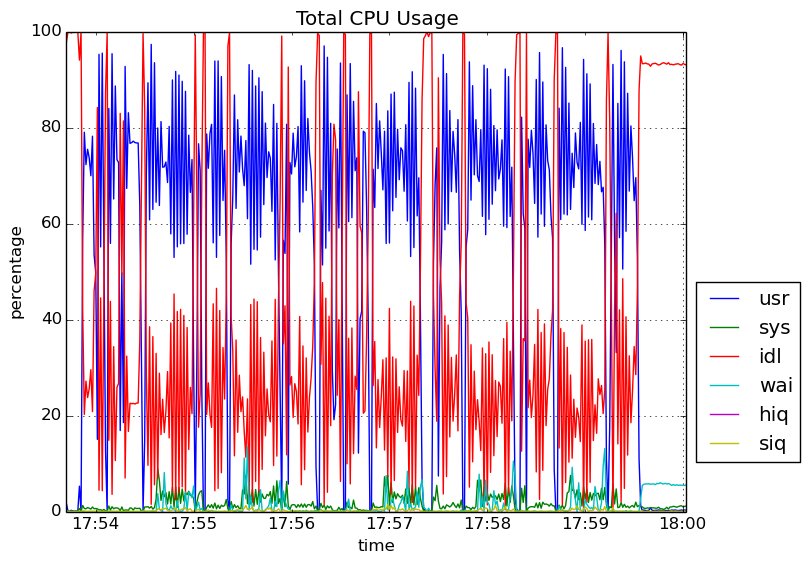 Total CPU Usage
100
80
60
40
20
0
percentage
17:54 17:55 17:56 17:57 17:58 17:59 18:00
time
usr
sys
idl
wai
hiq
siq